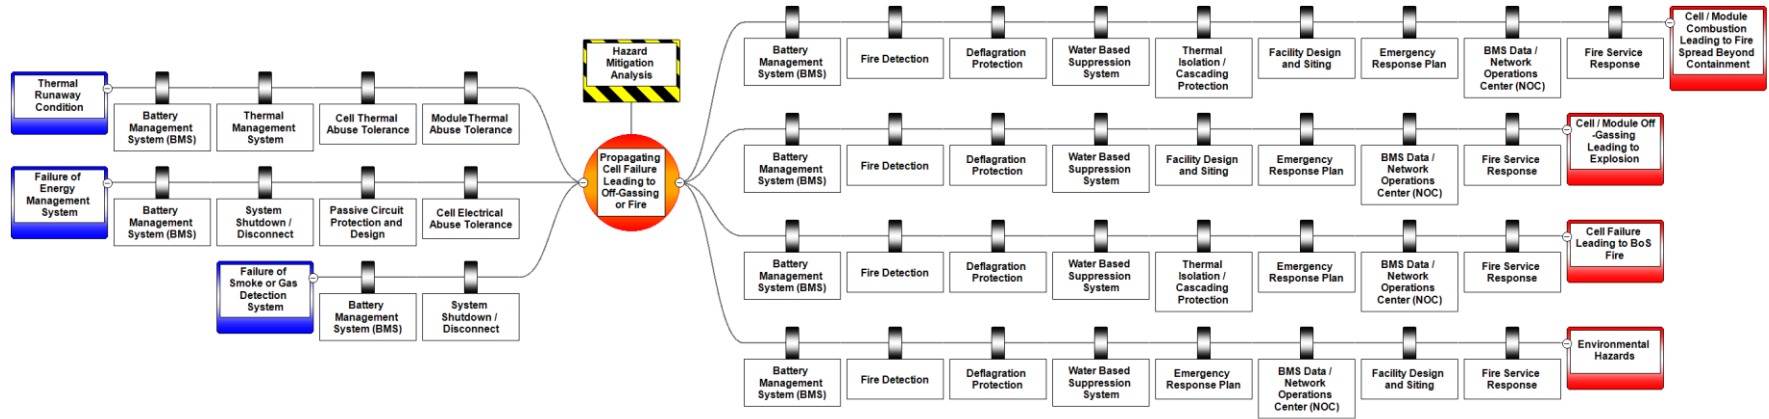 Hazard
Mitigation
Analysis
Thermal
Runaway
Condition
Battery
Management
System (BMS)
Thermal
Management
System
Cell Thermal
Abuse Tolerance
Module Thermal
Abuse Tolerance
Failure of
Energy
Management
System
Battery
Management
System (BMS)
System
Shutdown /
Disconnect
Passive Circuit
Protection and
Design
Cell Electrical
Abuse Tolerance
Failure of
Smoke or Gas
Detection
System
Battery
Management
System (BMS)
System
Shutdown /
Disconnect
Propagating
Cell Failure
Leading to
Off-Gassing
or Fire
Battery
Management
System (BMS)
Fire Detection
Deflagration
Protection
Water Based
Suppression
System
Thermal
Isolation /
Cascading
Protection
Facility Design
and Siting
Emergency
Response Plan
BMS Data /
Network
Operations
Center (NOC)
Fire Service
Response
Cell / Module
Combustion
Leading to Fire
Spread Beyond
Containment
Battery
Management
System (BMS)
Fire Detection
Deflagration
Protection
Water Based
Suppression
System
Facility Design
and Siting
Emergency
Response Plan
BMS Data /
Network
Operations
Center (NOC)
Fire Service
Response
Cell / Module Off
-Gassing
Leading to
Explosion
Battery
Management
System (BMS)
Fire Detection
Deflagration
Protection
Water Based
Suppression
System
Thermal
Isolation /
Cascading
Protection
Emergency
Response Plan
BMS Data /
Network
Operations
Center (NOC)
Fire Service
Response
Cell Failure
Leading to BoS
Fire
Battery
Management
System (BMS)
Fire Detection
Deflagration
Protection
Water Based
Suppression
System
Emergency
Response Plan
BMS Data /
Network
Operations
Center (NOC)
Facility Design
and Siting
Fire Service
Response
Environmental
Hazards